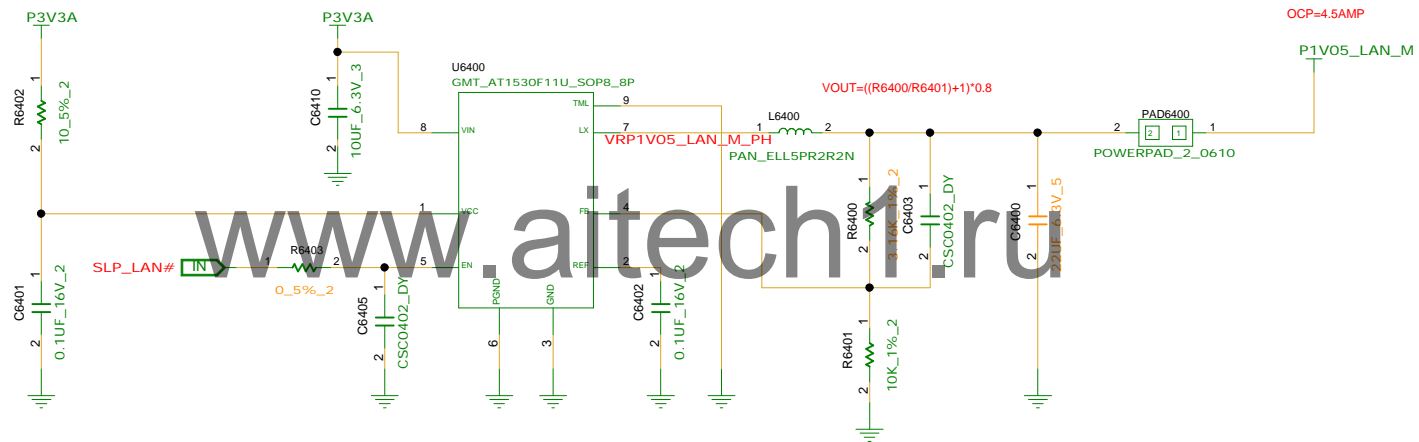 P3V3A
P3V3A
OCP=4.5AMP
P1V05_LAN_M
R6402
1
2
10_5%_2
C6410
1
2
10UF_6.3V_3
U6400
GMT_AT1530F11U_SOP8_8P
TML
9
8
VIN
LX
7
VRP1V05_LAN_M_PH
1
L6400
2
PAN_ELL5PR2R2N
VOUT=((R6400/R6401)+1)*0.8
2
PAD6400
2
1
1
POWERPAD_2_0610
1
VCC
FB
4
R6400
1
2
3.16K_1%_2
C6403
1
2
CSC0402_DY
C6400
1
2
22UF_6.3V_5
www.aitech1.ru
SLP_LAN#
IN
1
R6403
2
0_5%_2
5
EN
REF
2
PGND
GND
6
3
C6401
1
2
0.1UF_16V_2
C6405
1
2
CSC0402_DY
C6402
1
2
0.1UF_16V_2
R6401
1
2
10K_1%_2